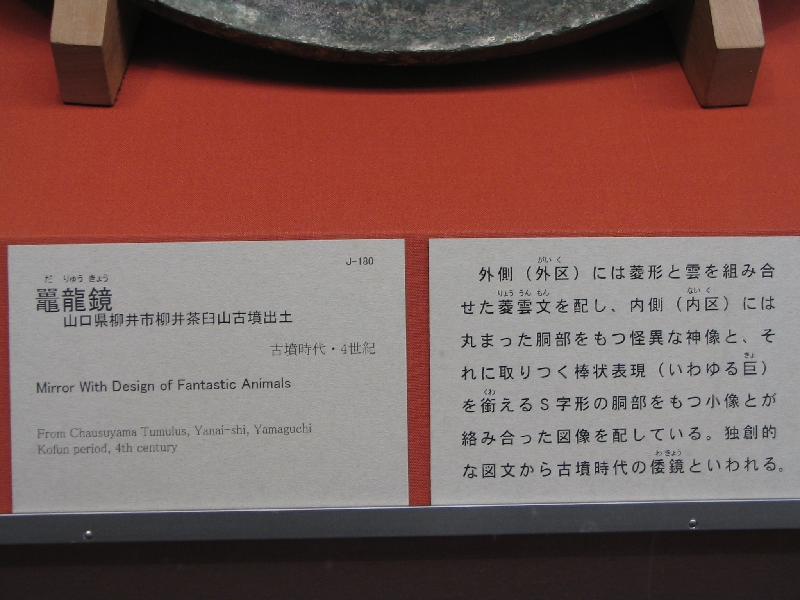 J-180
だ りゅう きょう
鼉龍鏡
山口県柳井市柳井茶臼山古墳出土
古墳時代・4世紀
Mirror With Design of Fantastic Animals
From Chausuyama Tumulus, Yanai-shi, Yamaguchi
Kofun period, 4th century
がい く
外側（外区）には菱形と雲を組み合
りょう うん もん ない く
せた菱雲文を配し、内側（内区）には
丸まった胴部をもつ怪異な神像と、そ
きょ
れに取りつく棒状表現（いわゆる巨）
くわ
を銜えるS字形の胴部をもつ小像とが
絡み合った図像を配している。独創的
わ きょう
な図文から古墳時代の倭鏡といわれる。